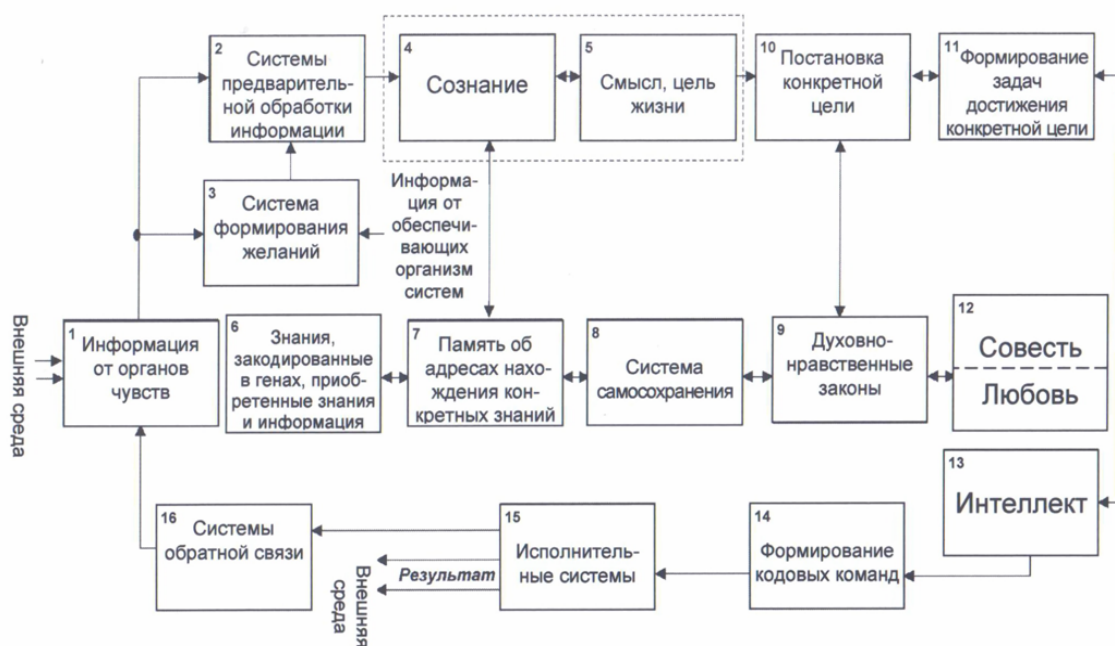 2
Системы
предваритель-
ной обработки
информации
4
Сознание
5
Смысл, цель
жизни
10
Постановка
конкретной
цели
11
Формирование
задач
достижения
конкретной цели
3
Система
формирования
желаний
Информа-
ция от
обеспечи-
вающих
организм
систем
Внешняя среда
1
Информация
от органов
чувств
6
Знания,
закодированные
в генах, приоб-
ретенные знания
и информация
7
Память об
адресах нахо-
ждения кон-
кретных знаний
8
Система
самосохранения
9
Духовно-
нравственные
законы
12
Совесть
Любовь
13
Интеллект
16
Системы
обратной связи
15
Исполнитель-
ные системы
14
Формирование
кодовых команд
Результат
Внешняя
среда